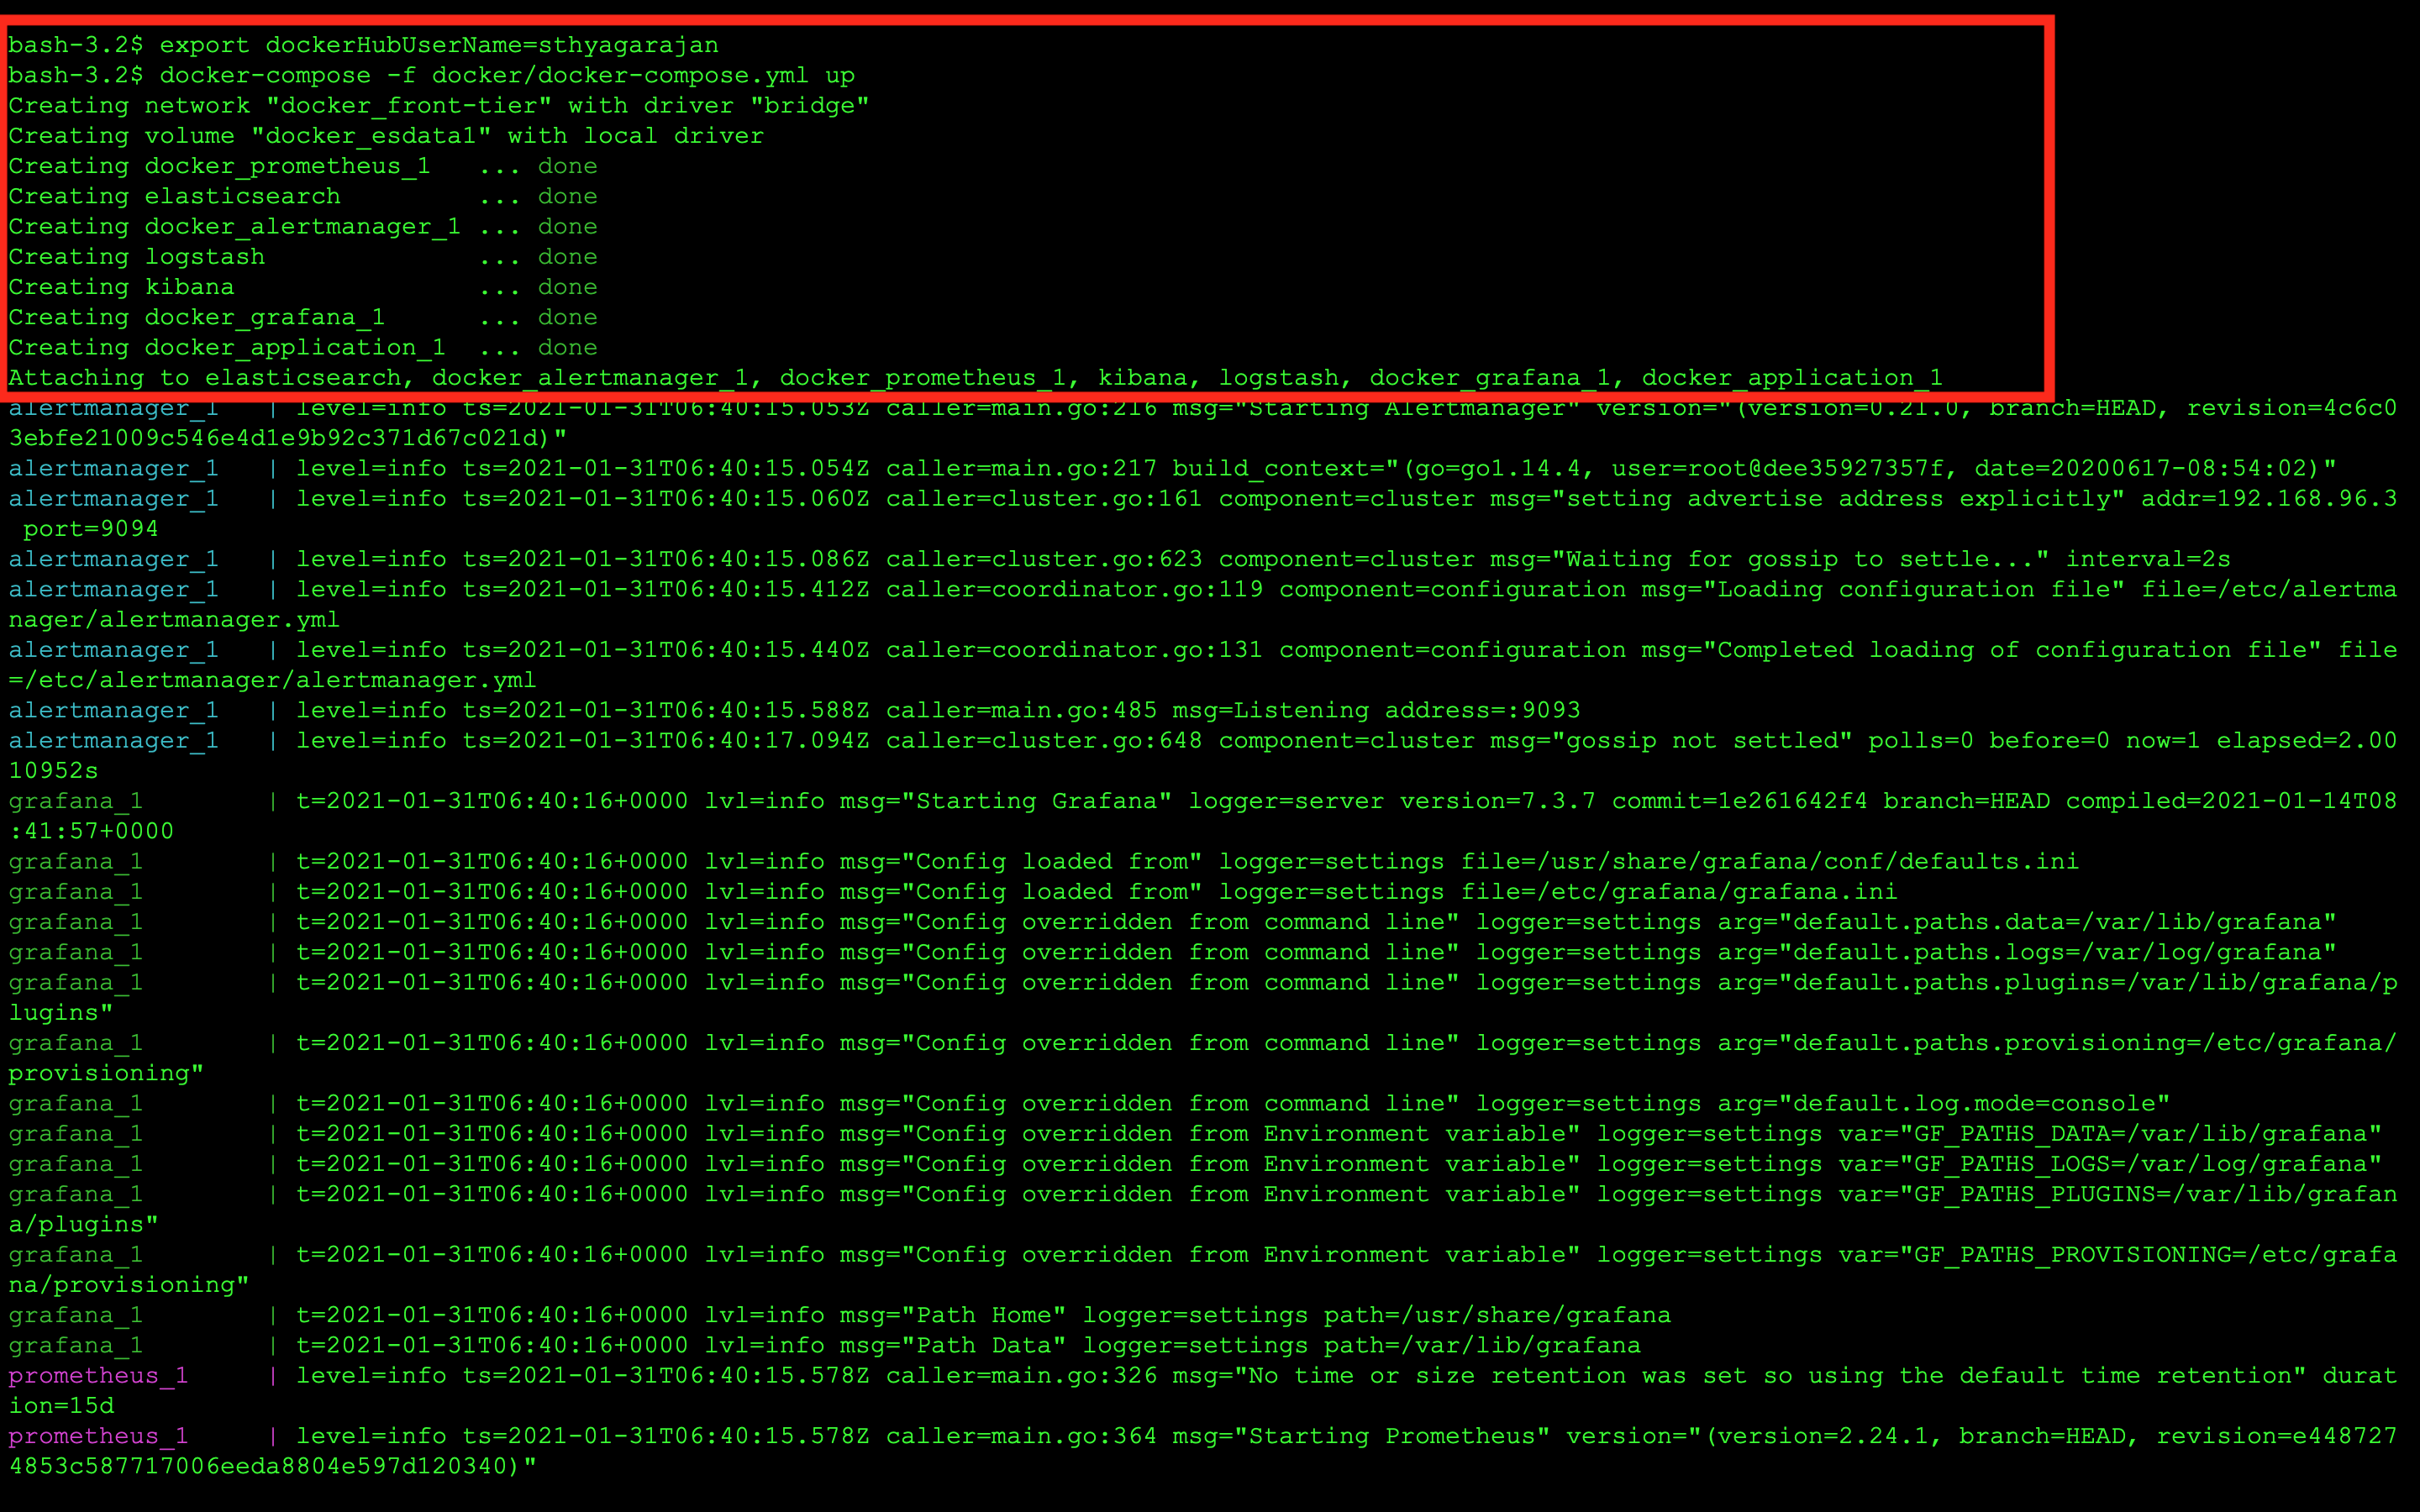 bash-3.2$ export dockerHubUserName=sthyagarajan
bash-3.2$ docker-compose -f docker/docker-compose.yml up
Creating network "docker_front-tier" with driver "bridge"
Creating volume "docker_esdata1" with local driver
Creating docker_prometheus_1   ... done
Creating elasticsearch         ... done
Creating docker_alertmanager_1 ... done
Creating logstash              ... done
Creating kibana                ... done
Creating docker_grafana_1      ... done
Creating docker_application_1  ... done
Attaching to elasticsearch, docker_alertmanager_1, docker_prometheus_1, kibana, logstash, docker_grafana_1, docker_application_1
alertmanager_1   | level=info ts=2021-01-31T06:40:15.053Z caller=main.go:216 msg="Starting Alertmanager" version="(version=0.21.0, branch=HEAD, revision=4c6c0
3ebfe21009c546e4d1e9b92c371d67c021d)"
alertmanager_1   | level=info ts=2021-01-31T06:40:15.054Z caller=main.go:217 build_context="(go=go1.14.4, user=root@dee35927357f, date=20200617-08:54:02)"
alertmanager_1   | level=info ts=2021-01-31T06:40:15.060Z caller=cluster.go:161 component=cluster msg="setting advertise address explicitly" addr=192.168.96.3
 port=9094
alertmanager_1   | level=info ts=2021-01-31T06:40:15.086Z caller=cluster.go:623 component=cluster msg="Waiting for gossip to settle..." interval=2s
alertmanager_1   | level=info ts=2021-01-31T06:40:15.412Z caller=coordinator.go:119 component=configuration msg="Loading configuration file" file=/etc/alertma
nager/alertmanager.yml
alertmanager_1   | level=info ts=2021-01-31T06:40:15.440Z caller=coordinator.go:131 component=configuration msg="Completed loading of configuration file" file
=/etc/alertmanager/alertmanager.yml
alertmanager_1   | level=info ts=2021-01-31T06:40:15.588Z caller=main.go:485 msg=Listening address=:9093
alertmanager_1   | level=info ts=2021-01-31T06:40:17.094Z caller=cluster.go:648 component=cluster msg="gossip not settled" polls=0 before=0 now=1 elapsed=2.00
10952s
grafana_1        | t=2021-01-31T06:40:16+0000 lvl=info msg="Starting Grafana" logger=server version=7.3.7 commit=1e261642f4 branch=HEAD compiled=2021-01-14T08
:41:57+0000
grafana_1        | t=2021-01-31T06:40:16+0000 lvl=info msg="Config loaded from" logger=settings file=/usr/share/grafana/conf/defaults.ini
grafana_1        | t=2021-01-31T06:40:16+0000 lvl=info msg="Config loaded from" logger=settings file=/etc/grafana/grafana.ini
grafana_1        | t=2021-01-31T06:40:16+0000 lvl=info msg="Config overridden from command line" logger=settings arg="default.paths.data=/var/lib/grafana"
grafana_1        | t=2021-01-31T06:40:16+0000 lvl=info msg="Config overridden from command line" logger=settings arg="default.paths.logs=/var/log/grafana"
grafana_1        | t=2021-01-31T06:40:16+0000 lvl=info msg="Config overridden from command line" logger=settings arg="default.paths.plugins=/var/lib/grafana/p
lugins"
grafana_1        | t=2021-01-31T06:40:16+0000 lvl=info msg="Config overridden from command line" logger=settings arg="default.paths.provisioning=/etc/grafana/
provisioning"
grafana_1        | t=2021-01-31T06:40:16+0000 lvl=info msg="Config overridden from command line" logger=settings arg="default.log.mode=console"
grafana_1        | t=2021-01-31T06:40:16+0000 lvl=info msg="Config overridden from Environment variable" logger=settings var="GF_PATHS_DATA=/var/lib/grafana"
grafana_1        | t=2021-01-31T06:40:16+0000 lvl=info msg="Config overridden from Environment variable" logger=settings var="GF_PATHS_LOGS=/var/log/grafana"
grafana_1        | t=2021-01-31T06:40:16+0000 lvl=info msg="Config overridden from Environment variable" logger=settings var="GF_PATHS_PLUGINS=/var/lib/grafan
a/plugins"
grafana_1        | t=2021-01-31T06:40:16+0000 lvl=info msg="Config overridden from Environment variable" logger=settings var="GF_PATHS_PROVISIONING=/etc/grafa
na/provisioning"
grafana_1        | t=2021-01-31T06:40:16+0000 lvl=info msg="Path Home" logger=settings path=/usr/share/grafana
grafana_1        | t=2021-01-31T06:40:16+0000 lvl=info msg="Path Data" logger=settings path=/var/lib/grafana
prometheus_1     | level=info ts=2021-01-31T06:40:15.578Z caller=main.go:326 msg="No time or size retention was set so using the default time retention" durat
ion=15d
prometheus_1     | level=info ts=2021-01-31T06:40:15.578Z caller=main.go:364 msg="Starting Prometheus" version="(version=2.24.1, branch=HEAD, revision=e448727
4853c587717006eeda8804e597d120340)"